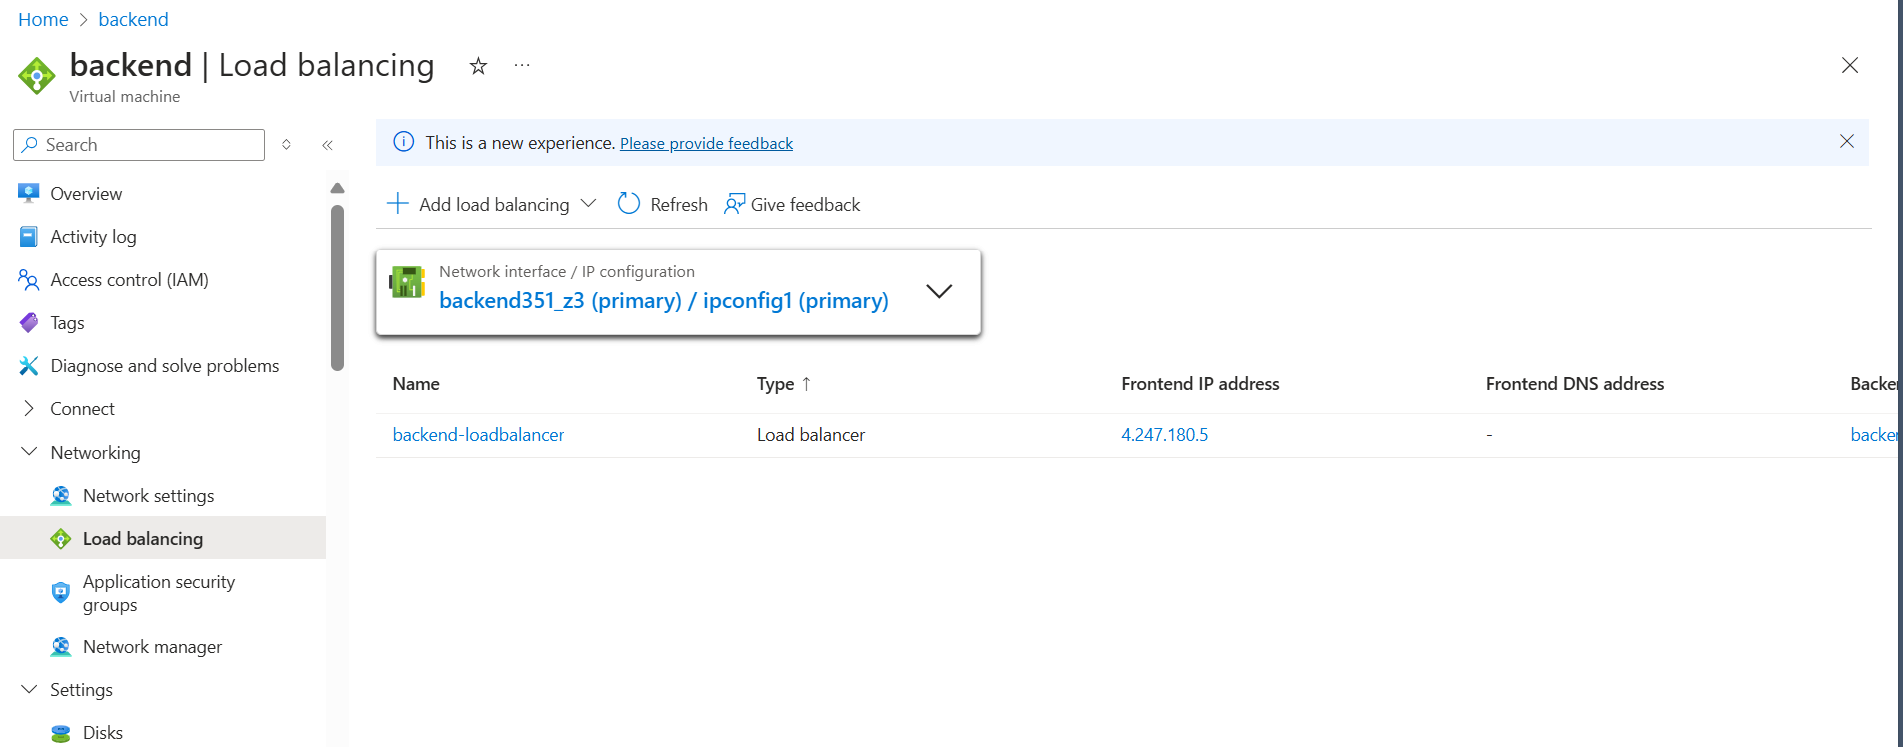 Home > backend
backend | Load balancing ☆ ...
Virtual machine
Search
Overview
Activity log
Access control (IAM)
Tags
Diagnose and solve problems
Connect
Networking
Network settings
Load balancing
Application security
groups
Network manager
Settings
Disks
This is a new experience. Please provide feedback
Add load balancing Refresh Give feedback
Network interface / IP configuration
backend351_z3 (primary) / ipconfig1 (primary)
Name Type ↑ Frontend IP address Frontend DNS address
backend-loadbalancer Load balancer 4.247.180.5 -